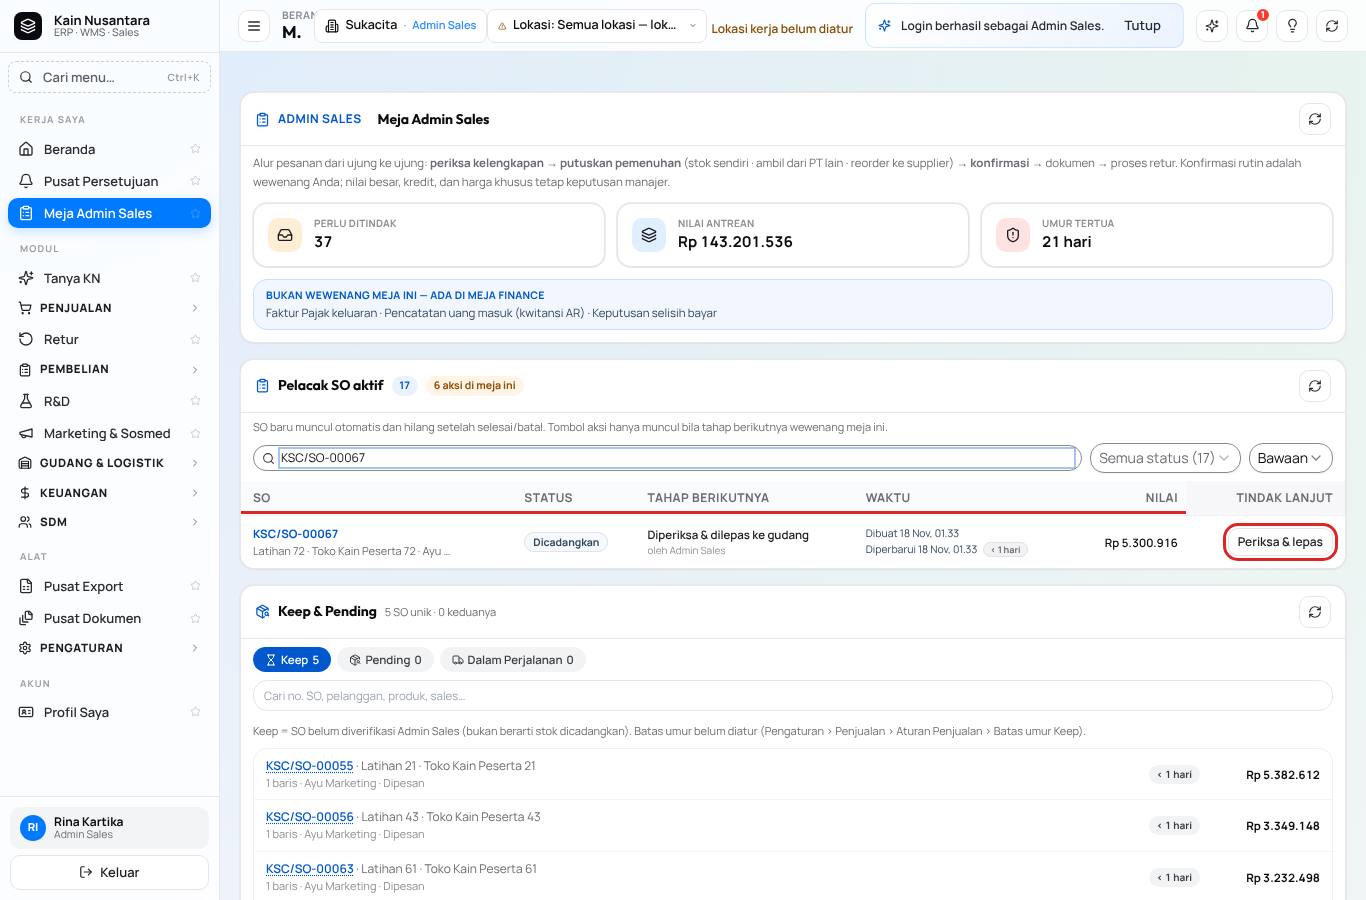 Kain Nusantara
ERP · WMS · Sales
Cari menu... Ctrl+K
KERJA SAYA
Beranda
Pusat Persetujuan
Meja Admin Sales
MODUL
Tanya KN
PENJUALAN
Retur
PEMBELIAN
R&D
Marketing & Sosmed
GUDANG & LOGISTIK
KEUANGAN
SDM
ALAT
Pusat Export
Pusat Dokumen
PENGATURAN
AKUN
Profil Saya
RI
Rina Kartika
Admin Sales
Keluar
BERAN
M.
Sukacita · Admin Sales
Lokasi: Semua lokasi — lok...
Lokasi kerja belum diatur
Login berhasil sebagai Admin Sales. Tutup
1
ADMIN SALES Meja Admin Sales
Alur pesanan dari ujung ke ujung: periksa kelengkapan → putuskan pemenuhan (stok sendiri · ambil dari PT lain · reorder ke supplier) → konfirmasi → dokumen → proses retur. Konfirmasi rutin adalah
wewenang Anda; nilai besar, kredit, dan harga khusus tetap keputusan manajer.
PERLU DITINDAK
37
NILAI ANTREAN
Rp 143.201.536
UMUR TERTUA
21 hari
BUKAN WEWENANG MEJA INI — ADA DI MEJA FINANCE
Faktur Pajak keluaran · Pencatatan uang masuk (kwitansi AR) · Keputusan selisih bayar
Pelacak SO aktif 17 6 aksi di meja ini
SO baru muncul otomatis dan hilang setelah selesai/batal. Tombol aksi hanya muncul bila tahap berikutnya wewenang meja ini.
KSC/SO-00067 Semua status (17) Bawaan
SO STATUS TAHAP BERIKUTNYA WAKTU NILAI TINDAK LANJUT
KSC/SO-00067
Latihan 72 · Toko Kain Peserta 72 · Ayu ...
Dicadangkan
Diperiksa & dilepas ke gudang
oleh Admin Sales
Dibuat 18 Nov, 01.33
Diperbarui 18 Nov, 01.33 < 1 hari
Rp 5.300.916
Periksa & lepas
Keep & Pending 5 SO unik · 0 keduanya
Keep 5 Pending 0 Dalam Perjalanan 0
Cari no. SO, pelanggan, produk, sales...
Keep = SO belum diverifikasi Admin Sales (bukan berarti stok dicadangkan). Batas umur belum diatur (Pengaturan > Penjualan > Aturan Penjualan > Batas umur Keep).
KSC/SO-00055 · Latihan 21 · Toko Kain Peserta 21
1 baris · Ayu Marketing · Dipesan
< 1 hari Rp 5.382.612
KSC/SO-00056 · Latihan 43 · Toko Kain Peserta 43
1 baris · Ayu Marketing · Dipesan
< 1 hari Rp 3.349.148
KSC/SO-00063 · Latihan 61 · Toko Kain Peserta 61
1 baris · Ayu Marketing · Dipesan
< 1 hari Rp 3.232.498